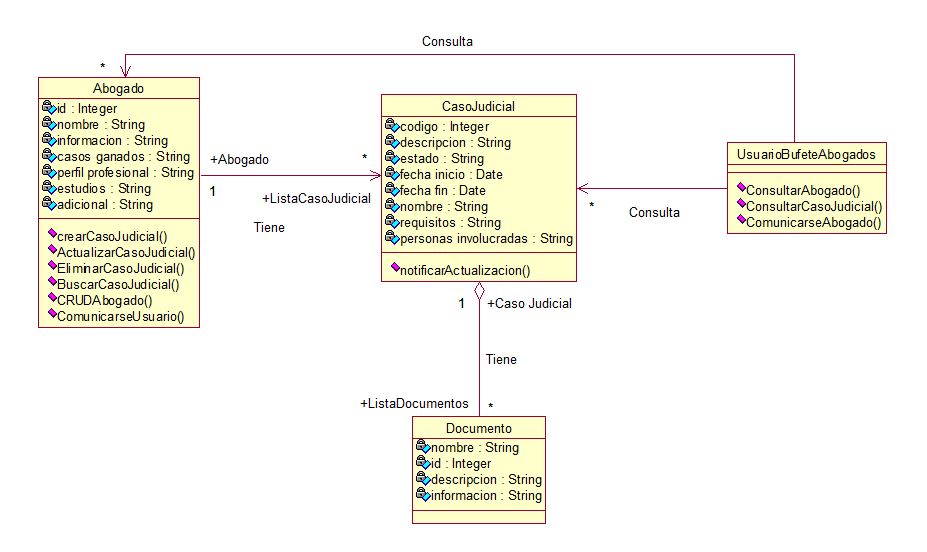 Consulta
*
Abogado
id : Integer
nombre : String
informacion : String
casos ganados : String
perfil profesional : String
estudios : String
adicional : String
crearCasoJudicial()
ActualizarCasoJudicial()
EliminarCasoJudicial()
BuscarCasoJudicial()
CRUDAbogado()
ComunicarseUsuario()
+Abogado
*
1
+ListaCasoJudicial
Tiene
CasoJudicial
codigo : Integer
descripcion : String
estado : String
fecha inicio : Date
fecha fin : Date
nombre : String
requisitos : String
personas involucradas : String
notificarActualizacion()
UsuarioBufeteAbogados
ConsultarAbogado()
ConsultarCasoJudicial()
ComunicarseAbogado()
*
Consulta
1
+Caso Judicial
Tiene
+ListaDocumentos
*
Documento
nombre : String
id : Integer
descripcion : String
informacion : String